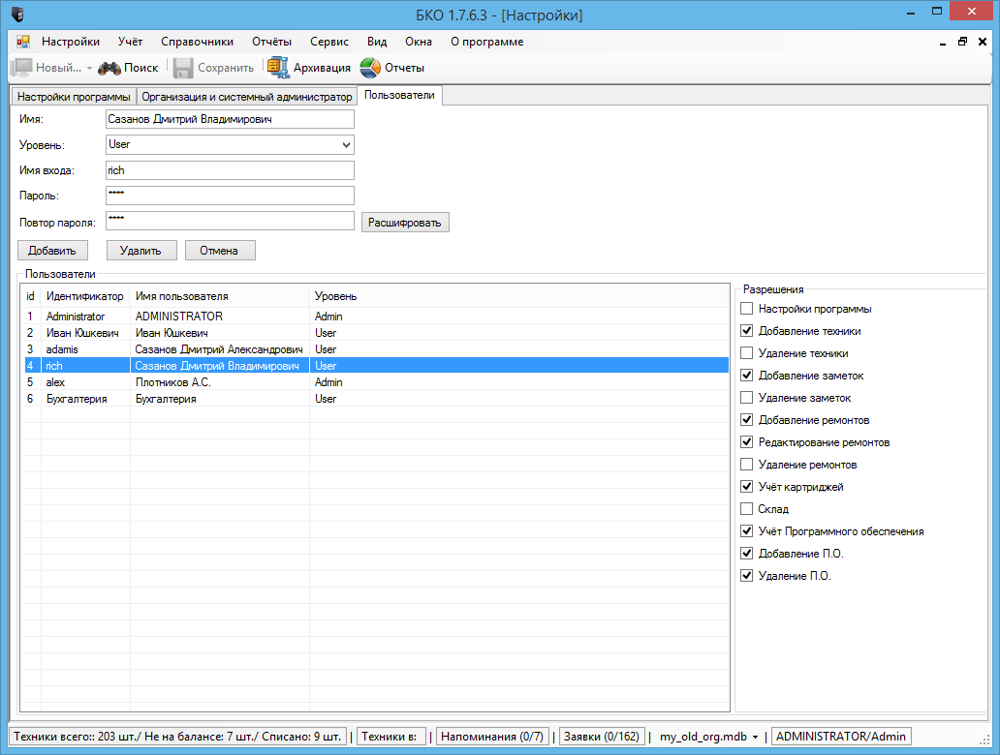 БКО 1.7.6.3 - [Настройки]
Настройки Учёт Справочники Отчёты Сервис Вид Окна О программе
Новый... Поиск Сохранить Архивация Отчеты
Настройки программы Организация и системный администратор Пользователи
Имя: Сазанов Дмитрий Владимирович
Уровень: User
Имя входа: rich
Пароль: ****
Повтор пароля: **** Расшифровать
Добавить Удалить Отмена
Пользователи
id Идентификатор Имя пользователя Уровень
1 Administrator ADMINISTRATOR Admin
2 Иван Юшкевич Иван Юшкевич User
3 adamis Сазанов Дмитрий Александрович User
4 rich Сазанов Дмитрий Владимирович User
5 alex Плотников А.С. Admin
6 Бухгалтерия Бухгалтерия User
Разрешения
Настройки программы
Добавление техники
Удаление техники
Добавление заметок
Удаление заметок
Добавление ремонтов
Редактирование ремонтов
Удаление ремонтов
Учёт картриджей
Склад
Учёт Программного обеспечения
Добавление П.О.
Удаление П.О.
Техники всего:: 203 шт./ Не на балансе: 7 шт./ Списано: 9 шт. | Техники в: | Напоминания (0/7) | Заявки (0/162) | my_old_org.mdb | ADMINISTRATOR/Admin